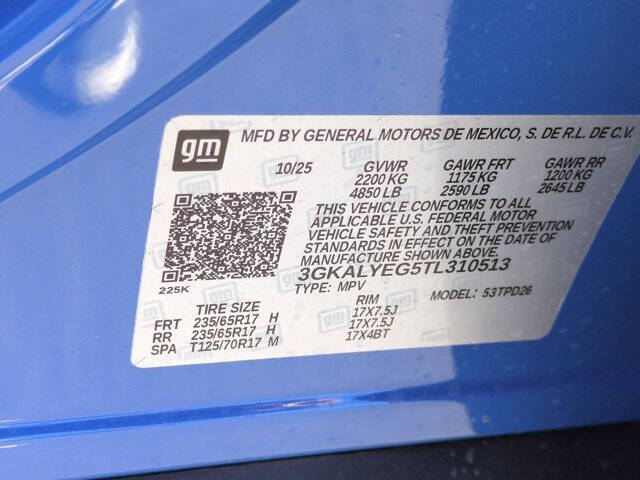 gm MFD BY GENERAL MOTORS DE MEXICO, S. DE R.L. DE C.V.
10/25 GVWR GAWR FRT GAWR RR
2200 KG 1175 KG 1200 KG
4850 LB 2590 LB 2645 LB
THIS VEHICLE CONFORMS TO ALL
APPLICABLE U.S. FEDERAL MOTOR
VEHICLE SAFETY AND THEFT PREVENTION
STANDARDS IN EFFECT ON THE DATE OF
MANUFACTURE SHOWN ABOVE.
3GKALYEG5TL310513
225K TYPE: MPV MODEL: 53TPD26
TIRE SIZE RIM
FRT 235/65R17 H 17X7.5J
RR 235/65R17 H 17X7.5J
SPA T125/70R17 M 17X4BT